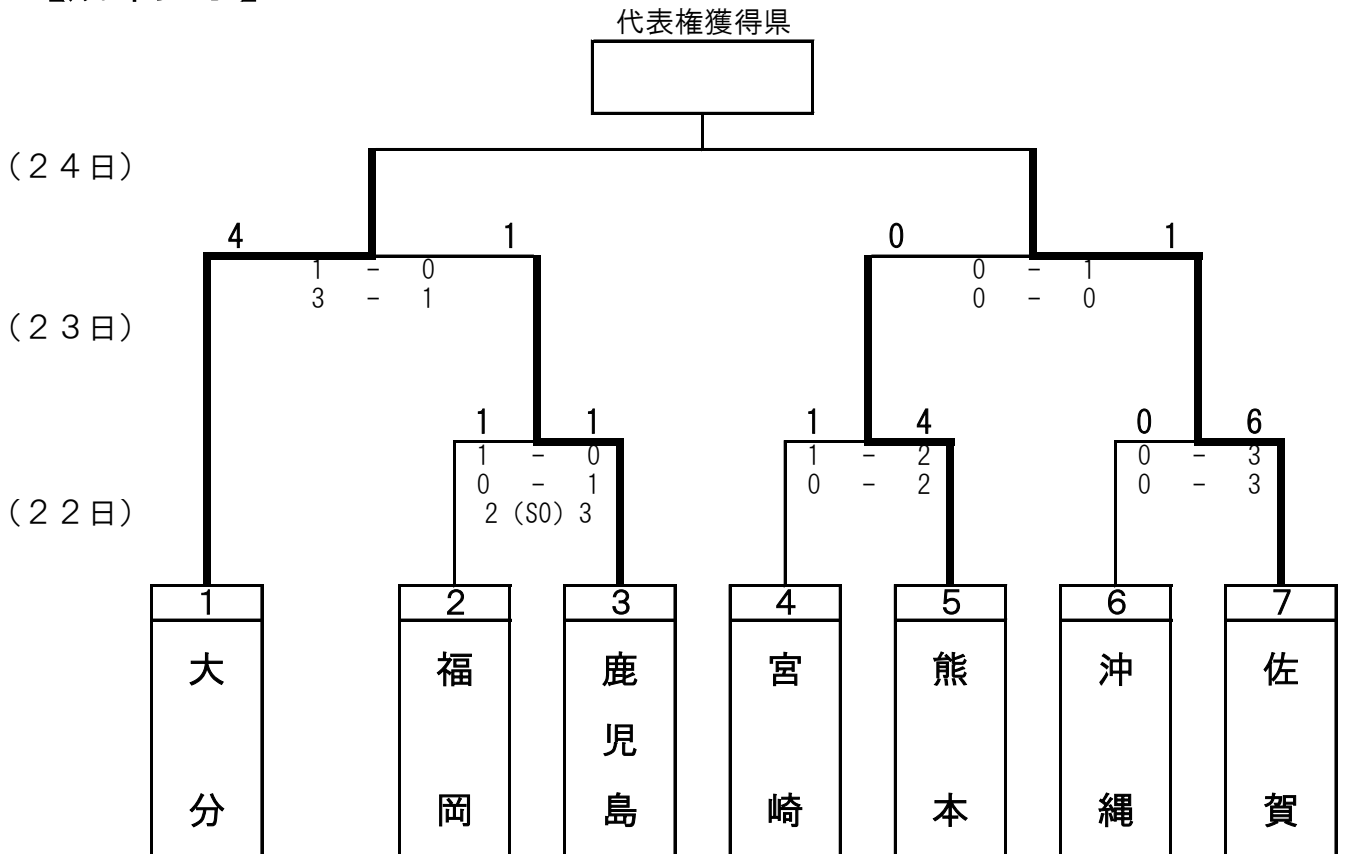 代表権獲得県
(24日)
4 1 0 1
1 - 0 0 - 1
3 - 1 0 - 0
(23日)
1 1 1 4 0 6
1 - 0 1 - 2 0 - 3
0 - 1 0 - 2 0 - 3
(22日) 2(SO)3
1 2 3 4 5 6 7
大分
福岡
鹿児島
宮崎
熊本
沖縄
佐賀